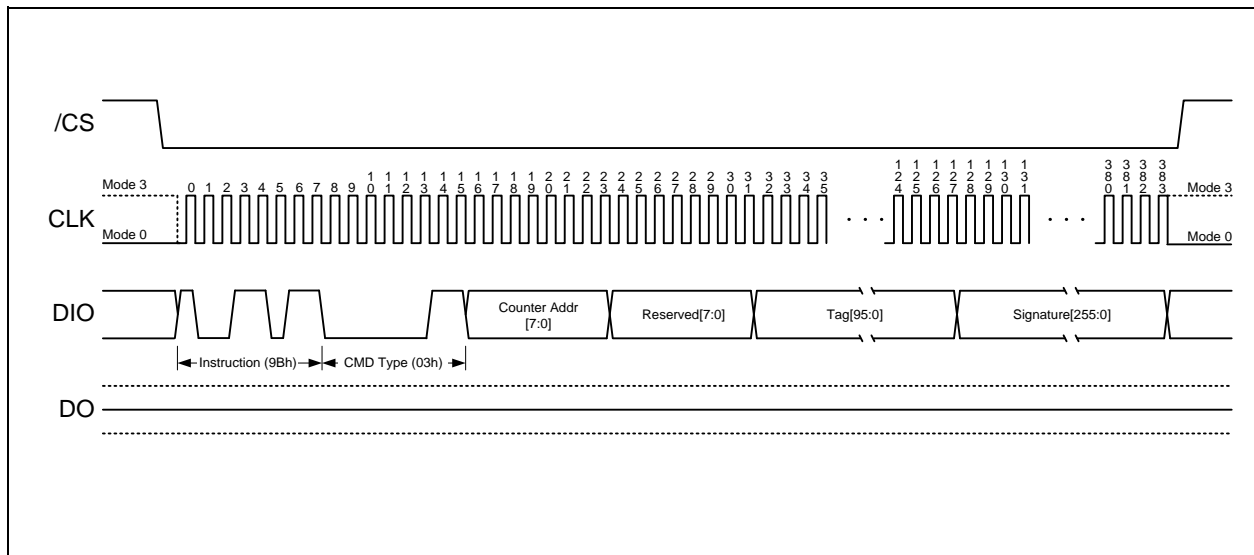 /CS
Mode 3
0 1 2 3 4 5 6 7 8 9 10 11 12 13 14 15 16 17 18 19 20 21 22 23 24 25 26 27 28 29 30 31 32 33 34 35 124 125 126 127 128 129 130 131 380 381 382 383
Mode 3
CLK
. . .
. . .
Mode 0
Mode 0
DIO
Counter Addr
[7:0]
Reserved[7:0]
Tag[95:0]
Signature[255:0]
Instruction (9Bh)
CMD Type (03h)
DO